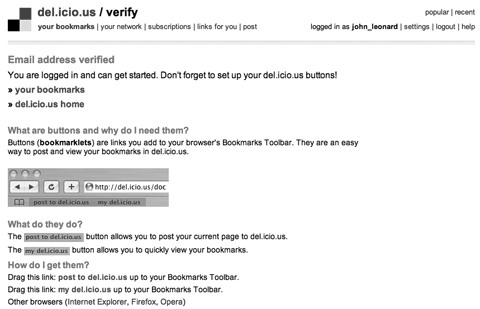 del.icio.us / verify
popular | recent
your bookmarks | your network | subscriptions | links for you | post
logged in as john_leonard | settings | logout | help
Email address verified
You are logged in and can get started. Don't forget to set up your del.icio.us buttons!
» your bookmarks
» del.icio.us home
What are buttons and why do I need them?
Buttons (bookmarklets) are links you add to your browser's Bookmarks Toolbar. They are an easy
way to post and view your bookmarks in del.icio.us.
http://del.icio.us/doc
post to del.icio.us my del.icio.us
What do they do?
The post to del.icio.us button allows you to post your current page to del.icio.us.
The my del.icio.us button allows you to quickly view your bookmarks.
How do I get them?
Drag this link: post to del.icio.us up to your Bookmarks Toolbar.
Drag this link: my del.icio.us up to your Bookmarks Toolbar.
Other browsers (Internet Explorer, Firefox, Opera)